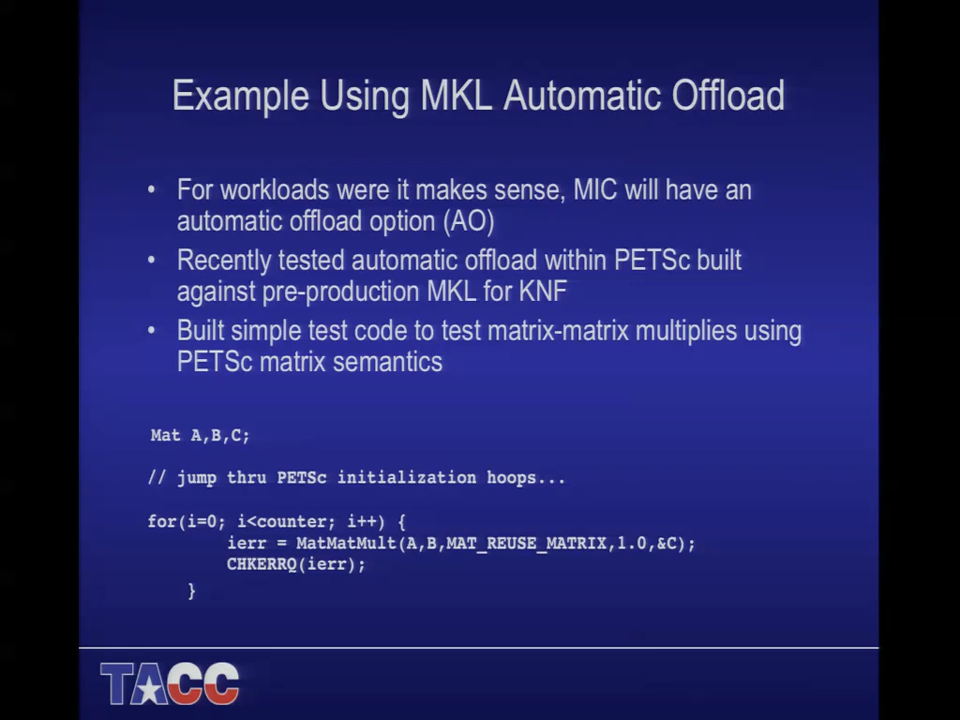 Example Using MKL Automatic Offload
• For workloads were it makes sense, MIC will have an
automatic offload option (AO)
• Recently tested automatic offload within PETSc built
against pre-production MKL for KNF
• Built simple test code to test matrix-matrix multiplies using
PETSc matrix semantics
Mat A,B,C;
// jump thru PETSc initialization hoops...
for(i=0; i<counter; i++) {
ierr = MatMatMult(A,B,MAT_REUSE_MATRIX,1.0,&C);
CHKERRQ(ierr);
}
TACC